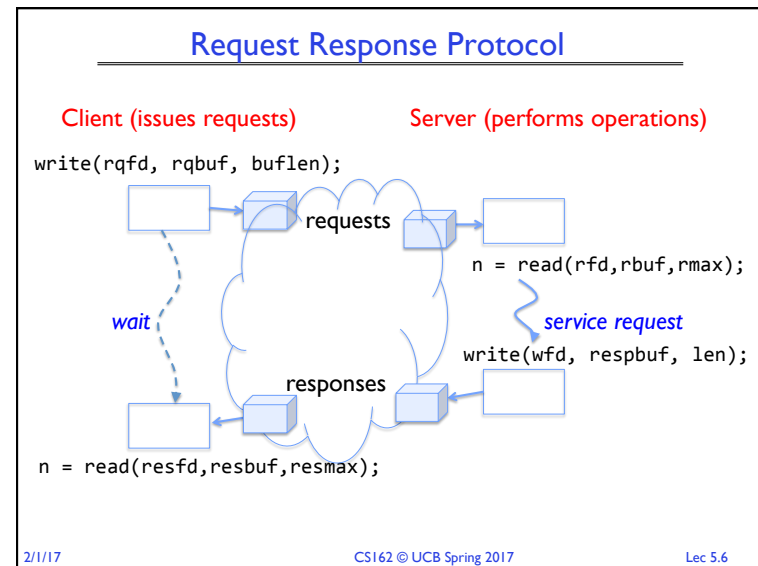 Request Response Protocol
Client (issues requests)
Server (performs operations)
write(rqfd, rqbuf, buflen);
requests
n = read(rfd,rbuf,rmax);
wait
service request
write(wfd, respbuf, len);
responses
n = read(resfd,resbuf,resmax);
2/1/17
CS162 © UCB Spring 2017
Lec 5.6